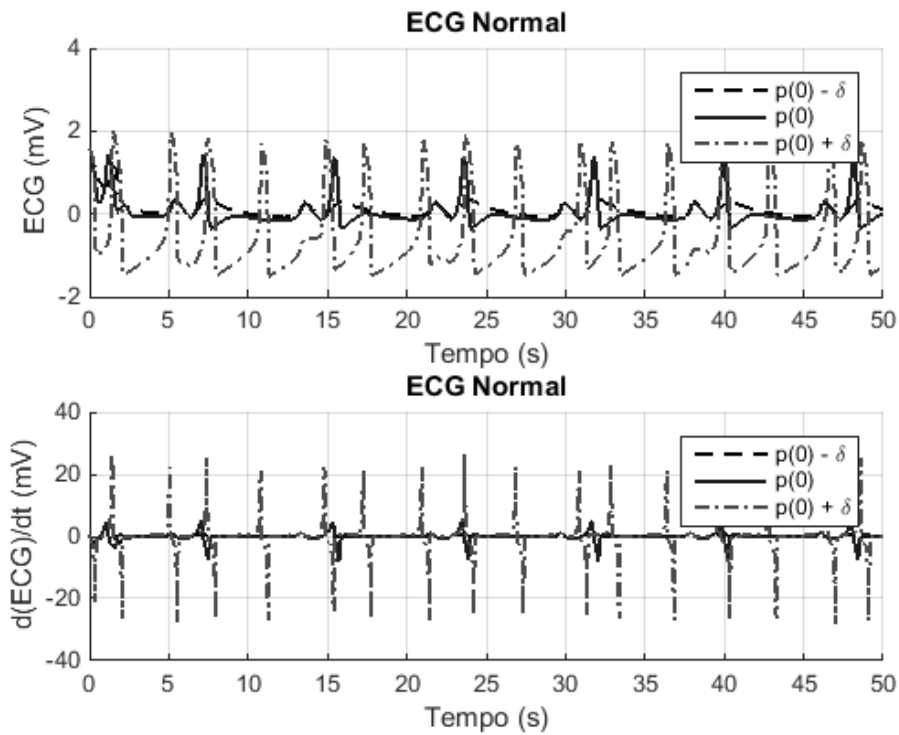 ECG Normal
4
2
0
-2
ECG (mV)
p(0) - δ
p(0)
p(0) + δ
0 5 10 15 20 25 30 35 40 45 50
Tempo (s)
ECG Normal
40
20
0
-20
-40
d(ECG)/dt (mV)
p(0) - δ
p(0)
p(0) + δ
0 5 10 15 20 25 30 35 40 45 50
Tempo (s)